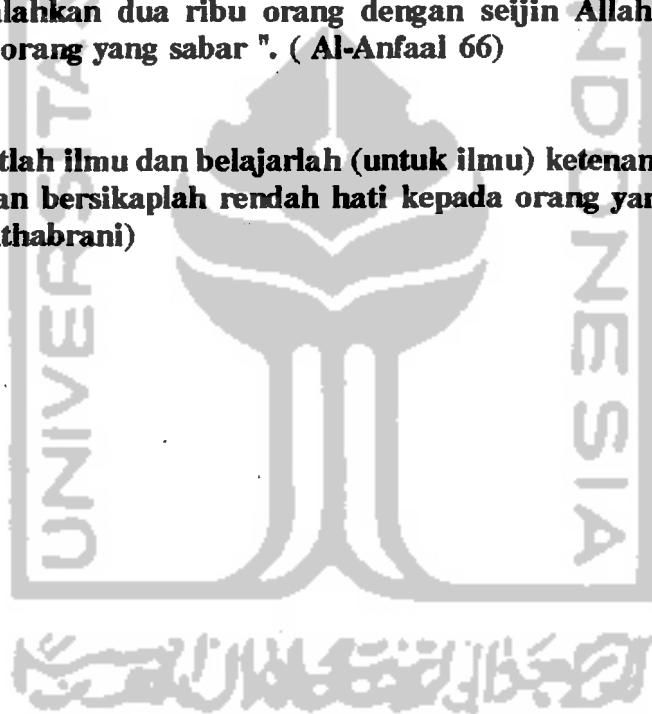 alahkan dua ribu orang dengan seijin Allah
orang yang sabar ". ( Al-Anfaal 66)
tlah ilmu dan belajarlah (untuk ilmu) ketenan
an bersikaplah rendah hati kepada orang yan
thabrani)
UNIVERSITA
INDONESIA